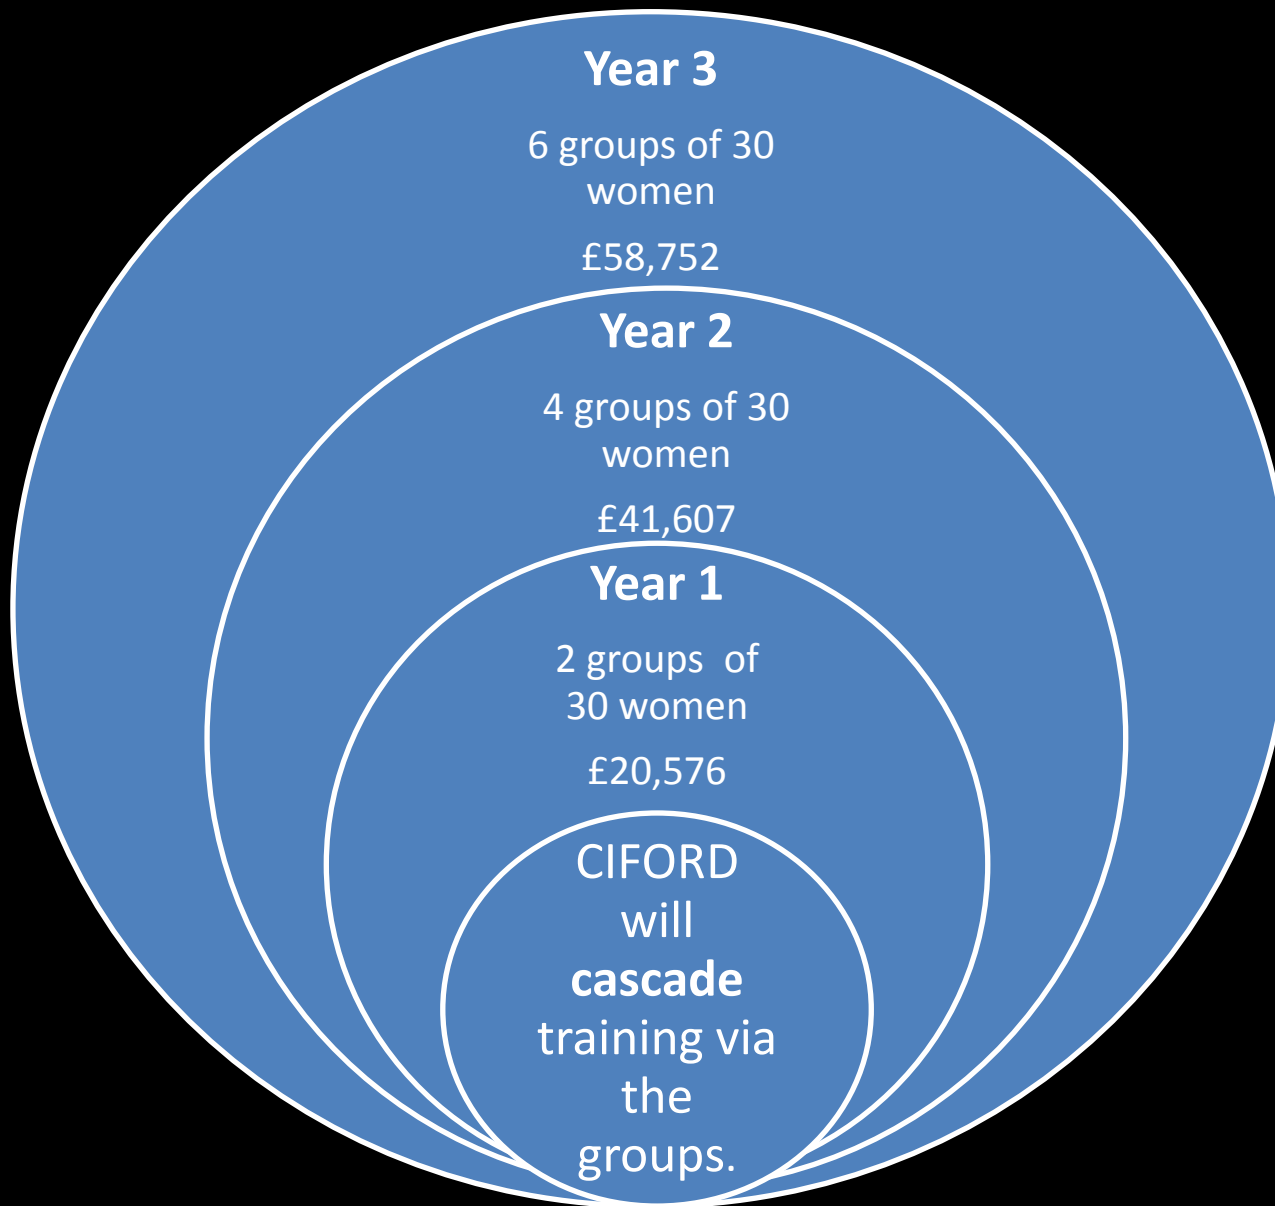 Year 3
6 groups of 30
women
£58,752
Year 2
4 groups of 30
women
£41,607
Year 1
2 groups  of
30 women
£20,576
CIFORD
will
cascade
training via
the
groups.